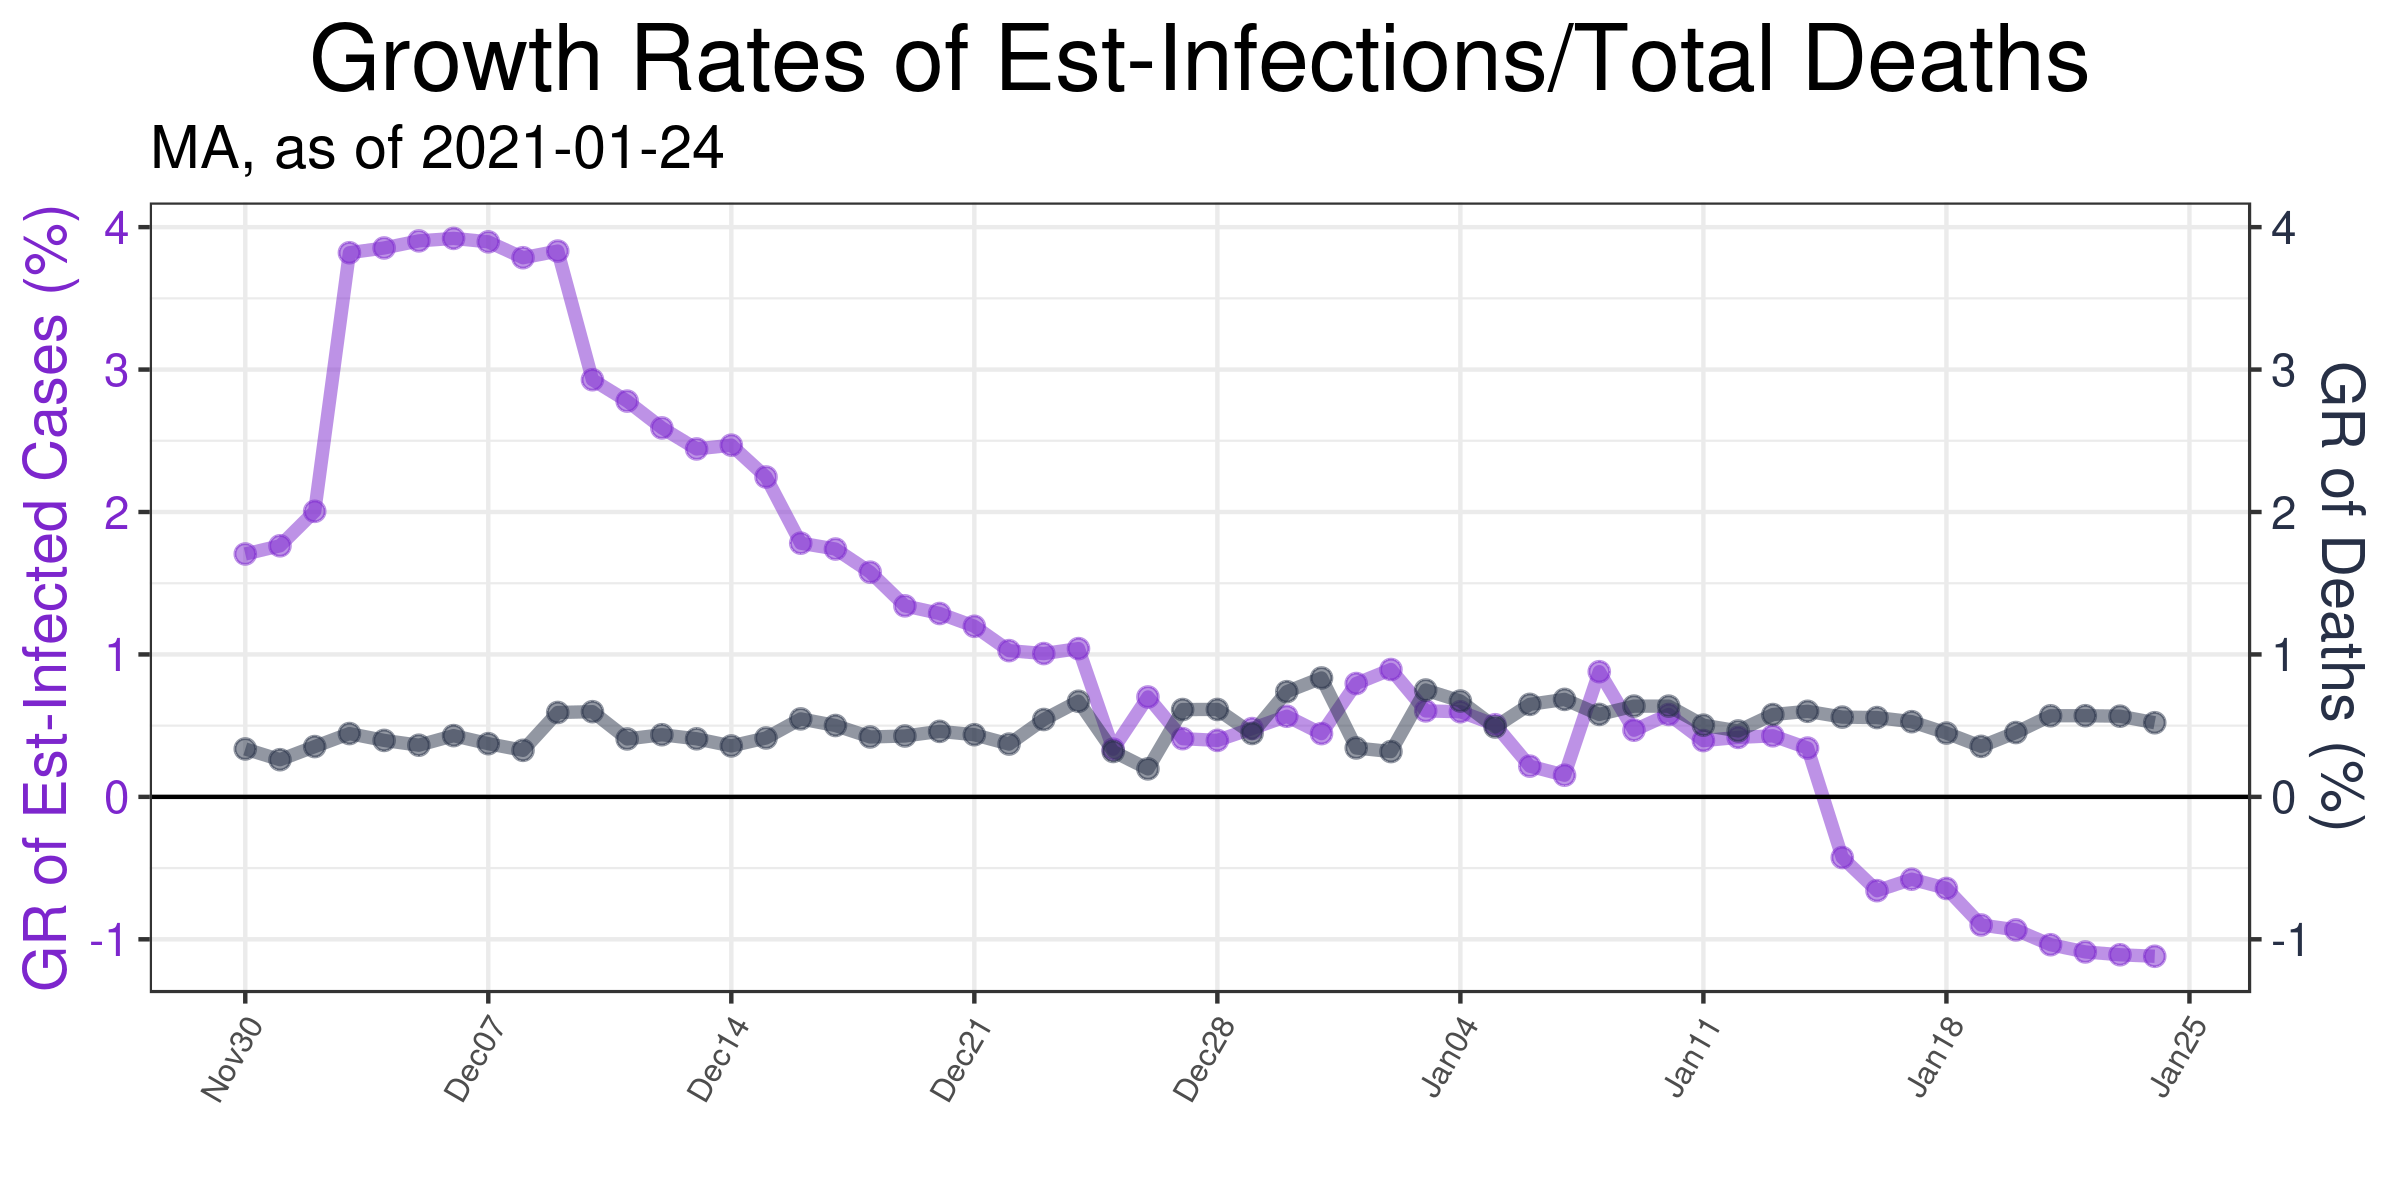 Growth Rates of Est-Infections/Total Deaths
MA, as of 2021-01-24
GR of Est-Infected Cases (%)
4
3
2
1
0
-1
4
3
2
1
0
-1
GR of Deaths (%)
Nov30
Dec07
Dec14
Dec21
Dec28
Jan04
Jan11
Jan18
Jan25